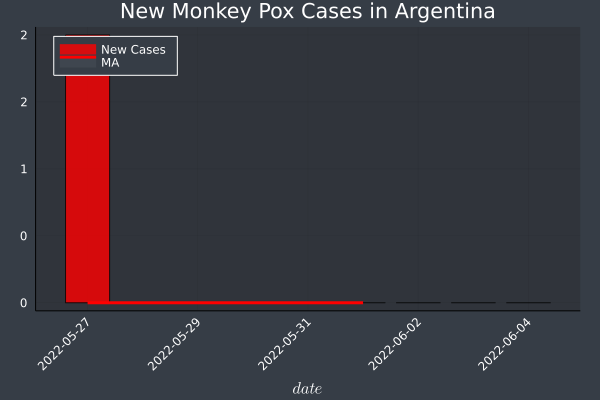 New Monkey Pox Cases in Argentina
2
New Cases
MA
2
1
0
0
2022-05-27
2022-05-29
2022-05-31
2022-06-02
2022-06-04
date